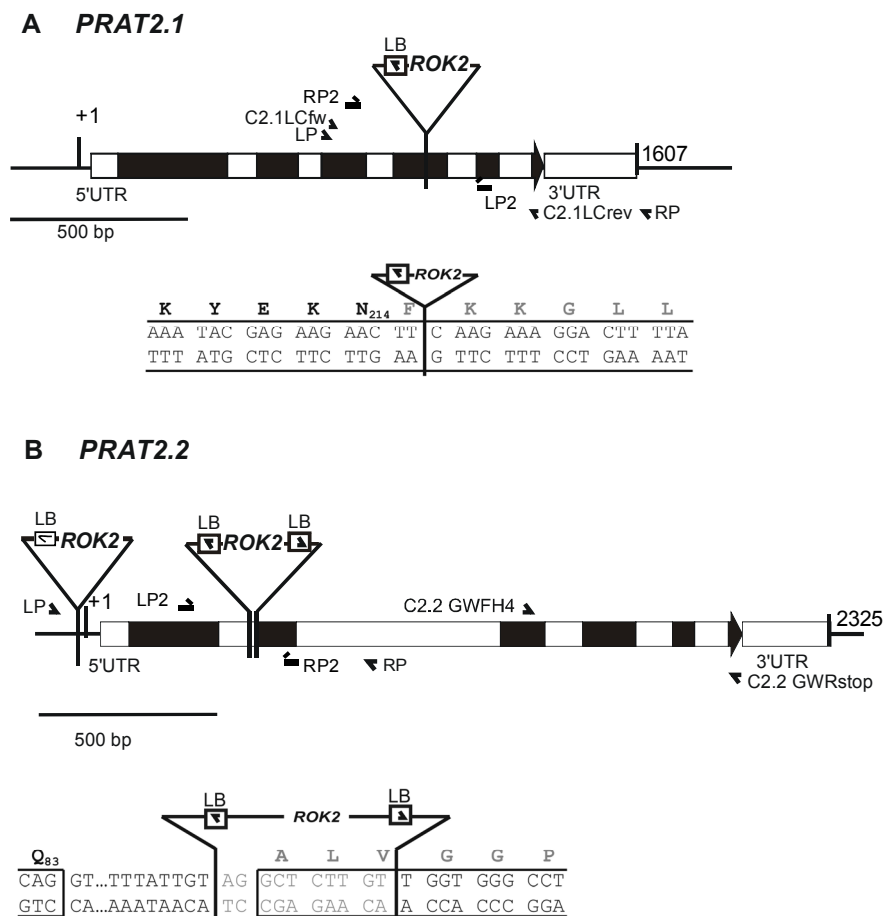 A PRAT2.1
LB
ROK2
RP2
C2.1LCfw
+1
LP
1607
5'UTR
3'UTR
LP2
C2.1LCrev
RP
500 bp
ROK2
K Y E K N214 F K K G L L
AAA TAC GAG AAG AAC TT C AAG AAA GGA CTT TTA
TTT ATG CTC TTC TTG AA G TTC TTT CCT GAA AAT
B PRAT2.2
LB LB LB
ROK2 ROK2
LP +1 LP2 C2.2 GWFH4
2325
5'UTR RP2 RP 3'UTR
C2.2 GWRstop
500 bp
LB ROK2 LB
Q83 A L V G G P
CAG GT...TTTATTGT AG GCT CTT GT T GGT GGG CCT
GTC CA...AAATAACA TC CGA GAA CA A CCA CCC GGA